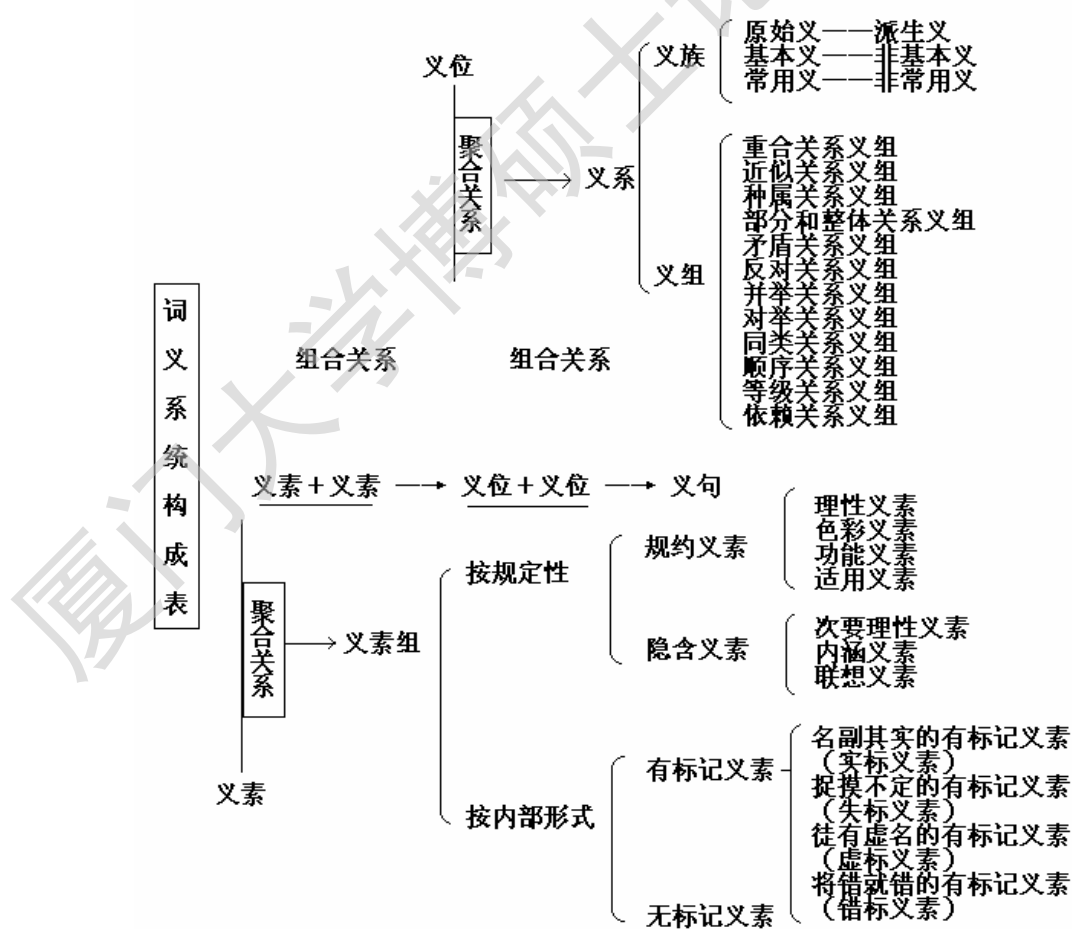 厦门大学博硕士论
词义系统构成表
义位
聚合关系
义系
义族
原始义——派生义
基本义——非基本义
常用义——非常用义
义组
重合关系义组
近似关系义组
种属关系义组
部分和整体关系义组
矛盾关系义组
反对关系义组
并举关系义组
对举关系义组
同类关系义组
顺序关系义组
等级关系义组
依赖关系义组
组合关系 组合关系
义素+义素 → 义位+义位 → 义句
聚合关系
义素
义素组
按规定性
规约义素
理性义素
色彩义素
功能义素
适用义素
隐含义素
次要理性义素
内涵义素
联想义素
按内部形式
有标记义素
名副其实的有标记义素
(实标义素)
捉摸不定的有标记义素
(失标义素)
徒有虚名的有标记义素
(虚标义素)
将错就错的有标记义素
(错标义素)
无标记义素